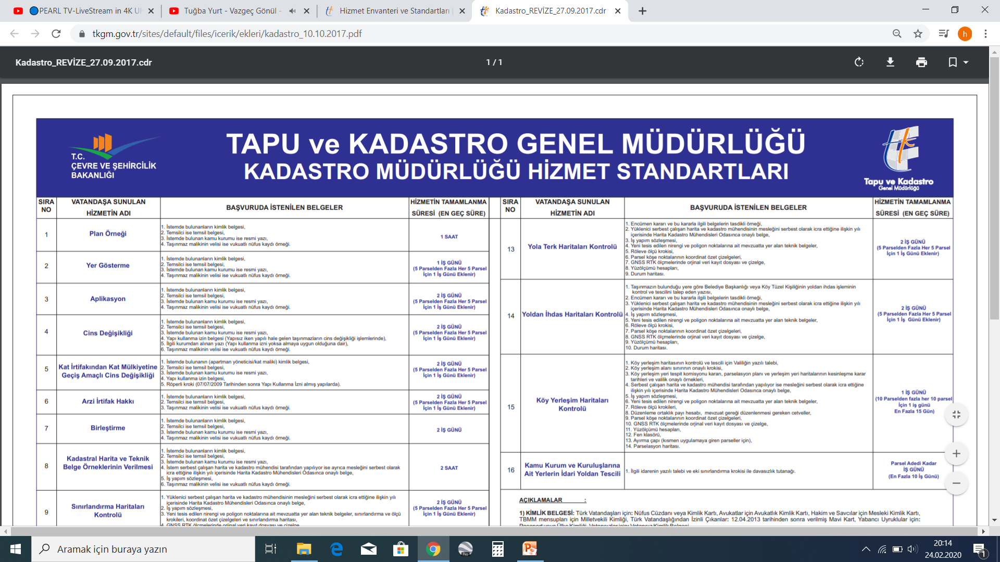 🔵PEARL TV-LiveStream in 4K U
Tuğba Yurt - Vazgeç Gönül -
Hizmet Envanteri ve Standartları
Kadastro_REVİZE_27.09.2017.cdr
tkgm.gov.tr/sites/default/files/icerik/ekleri/kadastro_10.10.2017.pdf
h
Kadastro_REVİZE_27.09.2017.cdr
1 / 1
T.C.
ÇEVRE VE ŞEHİRCİLİK
BAKANLIĞI
TAPU ve KADASTRO GENEL MÜDÜRLÜĞÜ
KADASTRO MÜDÜRLÜĞÜ HİZMET STANDARTLARI
Tapu ve Kadastro
Genel Müdürlüğü
SIRA NO
VATANDAŞA SUNULAN
HİZMETİN ADI
BAŞVURUDA İSTENİLEN BELGELER
HİZMETİN TAMAMLANMA
SÜRESİ (EN GEÇ SÜRE)
1
Plan Örneği
1. İstemde bulunanların kimlik belgesi,
2. Temsilci ise temsil belgesi,
3. İstemde bulunan kamu kurumu ise resmi yazı,
4. Taşınmaz malikinin velisi ise vukuatlı nüfus kaydı örneği.
1 SAAT
2
Yer Gösterme
1. İstemde bulunanların kimlik belgesi,
2. Temsilci ise temsil belgesi,
3. İstemde bulunan kamu kurumu ise resmi yazı,
4. Taşınmaz malikinin velisi ise vukuatlı nüfus kaydı örneği.
1 İŞ GÜNÜ
(5 Parselden Fazla Her 5 Parsel
İçin 1 İş Günü Eklenir)
3
Aplikasyon
1. İstemde bulunanların kimlik belgesi,
2. Temsilci ise temsil belgesi,
3. İstemde bulunan kamu kurumu ise resmi yazı,
4. Taşınmaz malikinin velisi ise vukuatlı nüfus kaydı örneği.
2 İŞ GÜNÜ
(5 Parselden Fazla Her 5 Parsel
İçin 1 İş Günü Eklenir)
4
Cins Değişikliği
1. İstemde bulunanların kimlik belgesi,
2. Temsilci ise temsil belgesi,
3. İstemde bulunan kamu kurumu ise resmi yazı,
4. Yapı kullanma izin belgesi (Yapısız iken yapılı hale gelen taşınmazların cins değişikliği işlemlerinde),
5. İlgili kurumdan alınan yazı (Yapı kullanma izni yoksa almaya uygun olduğuna dair),
6. Taşınmaz malikinin velisi ise vukuatlı nüfus kaydı örneği.
2 İŞ GÜNÜ
(5 Parselden Fazla Her 5 Parsel
İçin 1 İş Günü Eklenir)
5
Kat İrtifakından Kat Mülkiyetine
Geçiş Amaçlı Cins Değişikliği
1. İstemde bulunanın (apartman yöneticisi/kat maliki) kimlik belgesi,
2. Temsilci ise temsil belgesi,
3. İstemde bulunan kamu kurumu ise resmi yazı,
4. Yapı kullanma izin belgesi,
5. Röperli kroki (07/07/2009 Tarihinden sonra Yapı Kullanma İzni almış yapılarda).
2 İŞ GÜNÜ
(5 Parselden Fazla Her 5 Parsel
İçin 1 İş Günü Eklenir)
6
Arzi İrtifak Hakkı
1. İstemde bulunanların kimlik belgesi,
2. Temsilci ise temsil belgesi,
3. Taşınmaz malikinin velisi ise vukuatlı nüfus kaydı örneği.
2 İŞ GÜNÜ
(5 Parselden Fazla Her 5 Parsel
İçin 1 İş Günü Eklenir)
7
Birleştirme
1. İstemde bulunanların kimlik belgesi,
2. Temsilci ise temsil belgesi,
3. İstemde bulunan kamu kurumu ise resmi yazı,
4. Taşınmaz malikinin velisi ise vukuatlı nüfus kaydı örneği.
2 İŞ GÜNÜ
8
Kadastral Harita ve Teknik
Belge Örneklerinin Verilmesi
1. İstemde bulunanların kimlik belgesi,
2. Temsilci ise temsil belgesi,
3. İstemde bulunan kamu kurumu ise resmi yazı,
4. İstem serbest çalışan harita ve kadastro mühendisi tarafından yapılıyor ise ayrıca mesleğini serbest olarak
icra ettiğine ilişkin yılı içerisinde Harita Kadastro Mühendisleri Odasınca onaylı belge,
5. İş yapım sözleşmesi,
6. Taşınmaz malikinin velisi ise vukuatlı nüfus kaydı örneği.
2 SAAT
9
Sınırlandırma Haritaları
Kontrolü
1. Yüklenici serbest çalışan harita ve kadastro mühendisinin mesleğini serbest olarak icra ettiğine ilişkin yılı
içerisinde Harita Kadastro Mühendisleri Odasınca onaylı belge,
2. İş yapım sözleşmesi,
3. Yeni tesis edilen nirengi ve poligon noktalarına ait mevzuatta yer alan teknik belgeler, sınırlandırma ve ölçü
krokileri, koordinat özet çizelgeleri ve sınırlandırma haritası,
4. GNSS RTK ölçmelerinde orjinal veri kayıt dosyası ve çizelge
2 İŞ GÜNÜ
(5 Parselden Fazla Her 5 Parsel
İçin 1 İş Günü Eklenir)
SIRA NO
VATANDAŞA SUNULAN
HİZMETİN ADI
BAŞVURUDA İSTENİLEN BELGELER
HİZMETİN TAMAMLANMA
SÜRESİ (EN GEÇ SÜRE)
13
Yola Terk Haritaları Kontrolü
1. Encümen kararı ve bu kararla ilgili belgelerin tasdikli örneği,
2. Yüklenici serbest çalışan harita ve kadastro mühendisinin mesleğini serbest olarak icra ettiğine ilişkin yılı
içerisinde Harita Kadastro Mühendisleri Odasınca onaylı belge,
3. İş yapım sözleşmesi,
4. Yeni tesis edilen nirengi ve poligon noktalarına ait mevzuatta yer alan teknik belgeler,
5. Röleve ölçü krokisi,
6. Parsel köşe noktalarının koordinat özet çizelgeleri,
7. GNSS RTK ölçmelerinde orjinal veri kayıt dosyası ve çizelge,
8. Yüzölçümü hesapları,
9. Durum haritası.
2 İŞ GÜNÜ
(5 Parselden Fazla Her 5 Parsel
İçin 1 İş Günü Eklenir)
14
Yoldan İhdas Haritaları Kontrolü
1. Taşınmazın bulunduğu yere göre Belediye Başkanlığı veya Köy Tüzel Kişiliğinin yoldan ihdas işleminin
kontrol ve tescilini talep eden yazısı,
2. Encümen kararı ve bu kararla ilgili belgelerin tasdikli örneği,
3. Yüklenici serbest çalışan harita ve kadastro mühendisinin mesleğini serbest olarak icra ettiğine ilişkin yılı
içerisinde Harita Kadastro Mühendisleri Odasınca onaylı belge,
4. İş yapım sözleşmesi,
5. Yeni tesis edilen nirengi ve poligon noktalarına ait mevzuatta yer alan teknik belgeler,
6. Röleve ölçü krokisi,
7. Parsel köşe noktalarının koordinat özet çizelgeleri,
8. GNSS RTK ölçmelerinde orjinal veri kayıt dosyası ve çizelge,
9. Yüzölçümü hesapları,
10. Durum haritası.
2 İŞ GÜNÜ
(5 Parselden Fazla Her 5 Parsel
İçin 1 İş Günü Eklenir)
15
Köy Yerleşim Haritaları
Kontrolü
1. Köy yerleşim haritasının kontrolü ve tescili için Valiliğin yazılı talebi,
2. Köy yerleşim alanı sınırının onaylı krokisi,
3. Köy yerleşim yeri tespit komisyonu kararı, parselasyon planı ve yerleşim yeri haritalarının kesinleşme karar
tarihleri ve valilik onaylı örnekleri,
4. Serbest çalışan harita ve kadastro mühendisi tarafından yapılıyor ise mesleğini serbest olarak icra ettiğine
ilişkin yılı içerisinde Harita Kadastro Mühendisleri Odasınca onaylı belge,
5. İş yapım sözleşmesi,
6. Yeni tesis edilen nirengi ve poligon noktalarına ait mevzuatta yer alan teknik belgeler,
7. Röleve ölçü krokileri,
8. Düzenleme ortaklık payı hesabı, mevzuat gereği düzenlenmesi gereken cetveller,
9. Parsel köşe noktalarının koordinat özet çizelgeleri,
10. GNSS RTK ölçmelerinde orjinal veri kayıt dosyası ve çizelge,
11. Yüzölçümü hesapları,
12. Fen klasörü,
13. Ayırma çapı (kısmen uygulamaya giren parseller için),
14. Parselasyon haritası.
1 İŞ GÜNÜ
(10 Parselden fazla her 10 parsel
İçin 1 iş günü
En Fazla 15 Gün)
16
Kamu Kurum ve Kuruluşlarına
Ait Yerlerin İdari Yoldan Tescili
1. İlgili idarenin yazılı talebi ve eki sınırlandırma krokisi ile davasızlık tutanağı.
Parsel Adedi Kadar
İŞ GÜNÜ
(En Fazla 10 İş Günü)
AÇIKLAMALAR :
1) KİMLİK BELGESİ: Türk Vatandaşları için: Nüfus Cüzdanı veya Kimlik Kartı, Avukatlar için Avukatlık Kimlik Kartı, Hakim ve Savcılar için Mesleki Kimlik Kartı,
TBMM mensupları için Milletvekili Kimliği, Türk Vatandaşlığından İzinli Çıkanlar: 12.04.2013 tarihinden sonra verilmiş Mavi Kart, Yabancı Uyruklular için:
Aramak için buraya yazın
Pro
20:14
24.02.2020
1